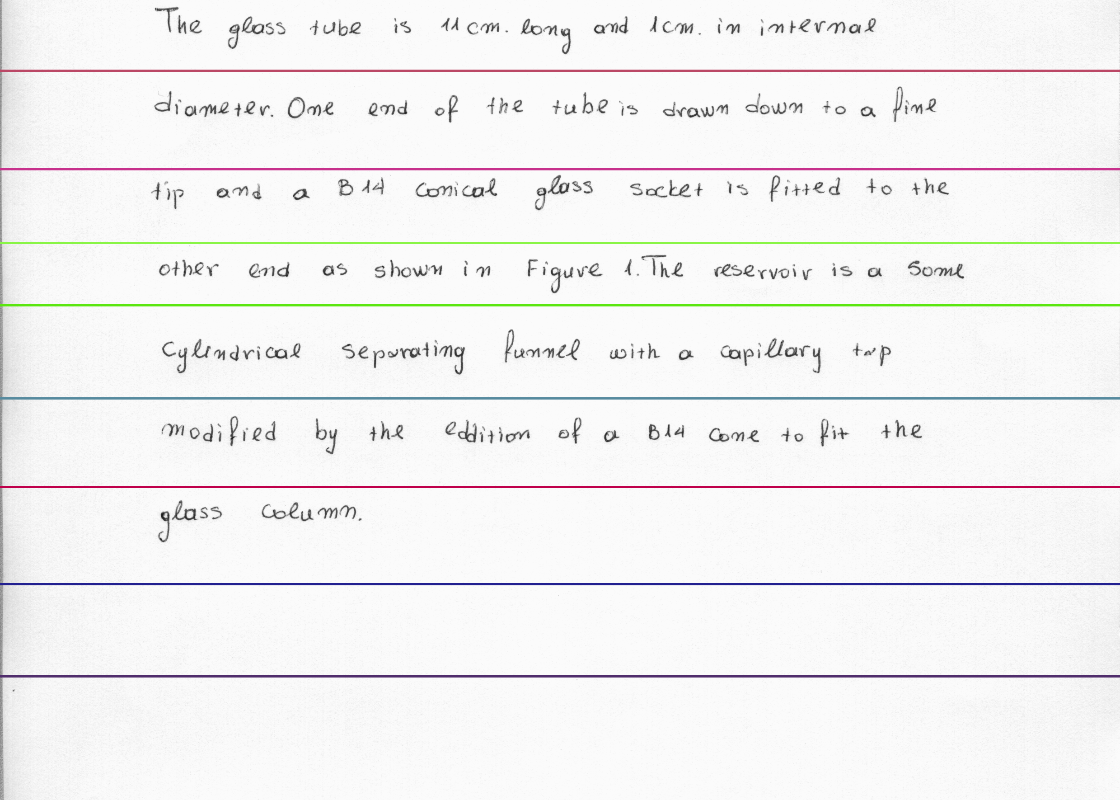 The glass tube is 11 cm. long and 1 cm. in internal
diameter. One end of the tube is drawn down to a fine
tip and a B 14 conical glass socket is fitted to the
other end as shown in Figure 1. The reservoir is a some
Cylindrical separating funnel with a capillary tap
modified by the eddition of a B14 cone to fit the
glass column.